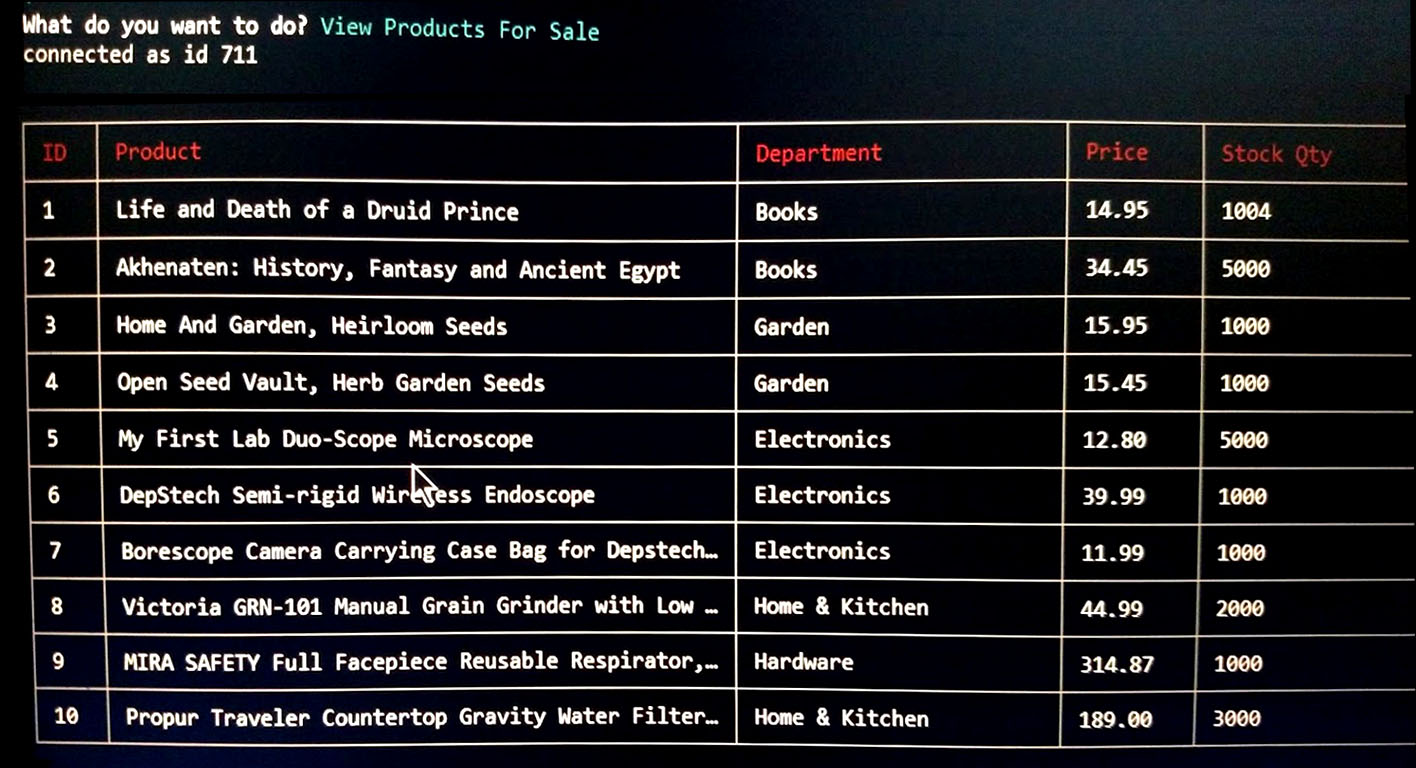 What do you want to do? View Products For Sale
connected as id 711
ID Product Department Price Stock Qty
1 Life and Death of a Druid Prince Books 14.95 1004
2 Akhenaten: History, Fantasy and Ancient Egypt Books 34.45 5000
3 Home And Garden, Heirloom Seeds Garden 15.95 1000
4 Open Seed Vault, Herb Garden Seeds Garden 15.45 1000
5 My First Lab Duo-Scope Microscope Electronics 12.80 5000
6 DepStech Semi-rigid Wireless Endoscope Electronics 39.99 1000
7 Borescope Camera Carrying Case Bag for Depstech… Electronics 11.99 1000
8 Victoria GRN-101 Manual Grain Grinder with Low … Home & Kitchen 44.99 2000
9 MIRA SAFETY Full Facepiece Reusable Respirator,… Hardware 314.87 1000
10 Propur Traveler Countertop Gravity Water Filter… Home & Kitchen 189.00 3000